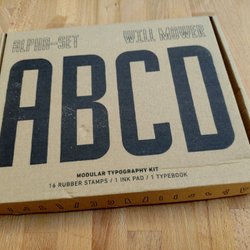 ALPHA-SET WILL MOWER
ABCD
MODULAR TYPOGRAPHY KIT
16 RUBBER STAMPS / 1 INK PAD / 1 TYPEBOOK